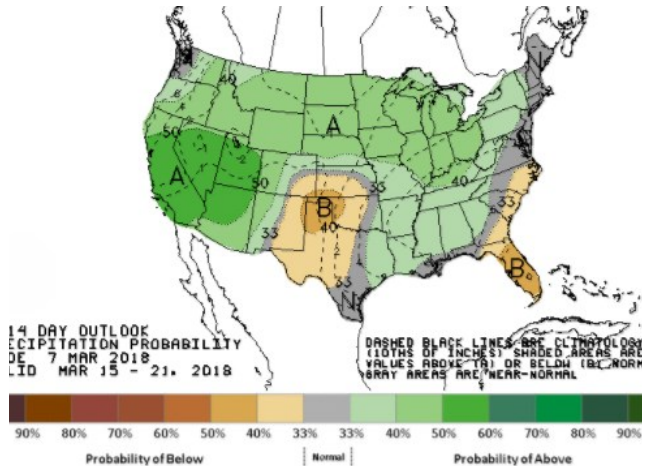 N
40
50
A
A
50
33
B
40
33
40
33
33
33
N
B
N
14 DAY OUTLOOK
ECIPITATION PROBABILITY
DE 7 MAR 2018
LID MAR 15 - 21, 2018
DASHED BLACK LINES ARE CLIMATOLOGY
(10THS OF INCHES) SHADED AREAS ARE
VALUES ABOVE (A) OR BELOW (B) NORM
GRAY AREAS ARE NEAR-NORMAL
90% 80% 70% 60% 50% 40% 33% 33% 40% 50% 60% 70% 80% 90%
Probability of Below Normal Probability of Above